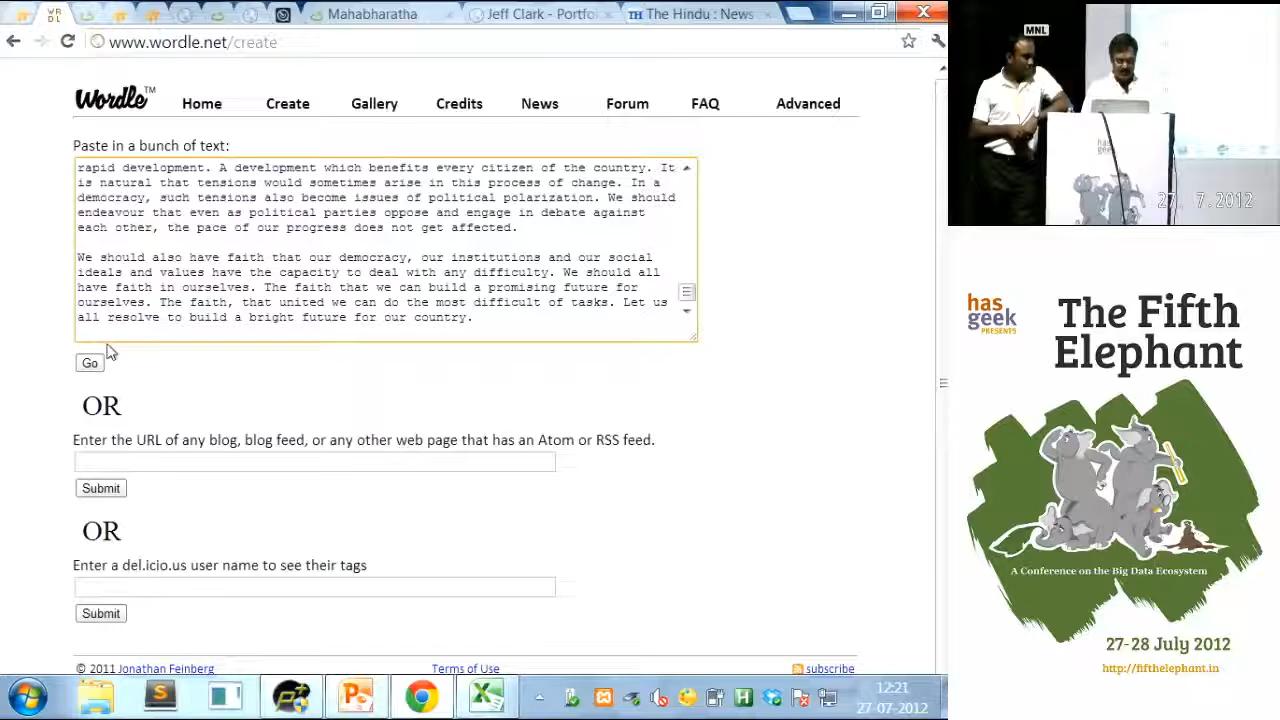 Mahabharatha
Jeff Clark - Portfo
TH The Hindu : News
www.wordle.net/create
Wordle™
Home Create Gallery Credits News Forum FAQ Advanced
Paste in a bunch of text:
rapid development. A development which benefits every citizen of the country. It
is natural that tensions would sometimes arise in this process of change. In a
democracy, such tensions also become issues of political polarization. We should
endeavour that even as political parties oppose and engage in debate against
each other, the pace of our progress does not get affected.
We should also have faith that our democracy, our institutions and our social
ideals and values have the capacity to deal with any difficulty. We should all
have faith in ourselves. The faith that we can build a promising future for
ourselves. The faith, that united we can do the most difficult of tasks. Let us
all resolve to build a bright future for our country.
Go
OR
Enter the URL of any blog, blog feed, or any other web page that has an Atom or RSS feed.
Submit
OR
Enter a del.icio.us user name to see their tags
Submit
© 2011 Jonathan Feinberg
Terms of Use
subscribe
12:21
27-07-2012
MNL
has
geek
27. 7.2012
has
geek
PRESENTS
The Fifth
Elephant
A Conference on the Big Data Ecosystem
27-28 July 2012
http://fifthelephant.in